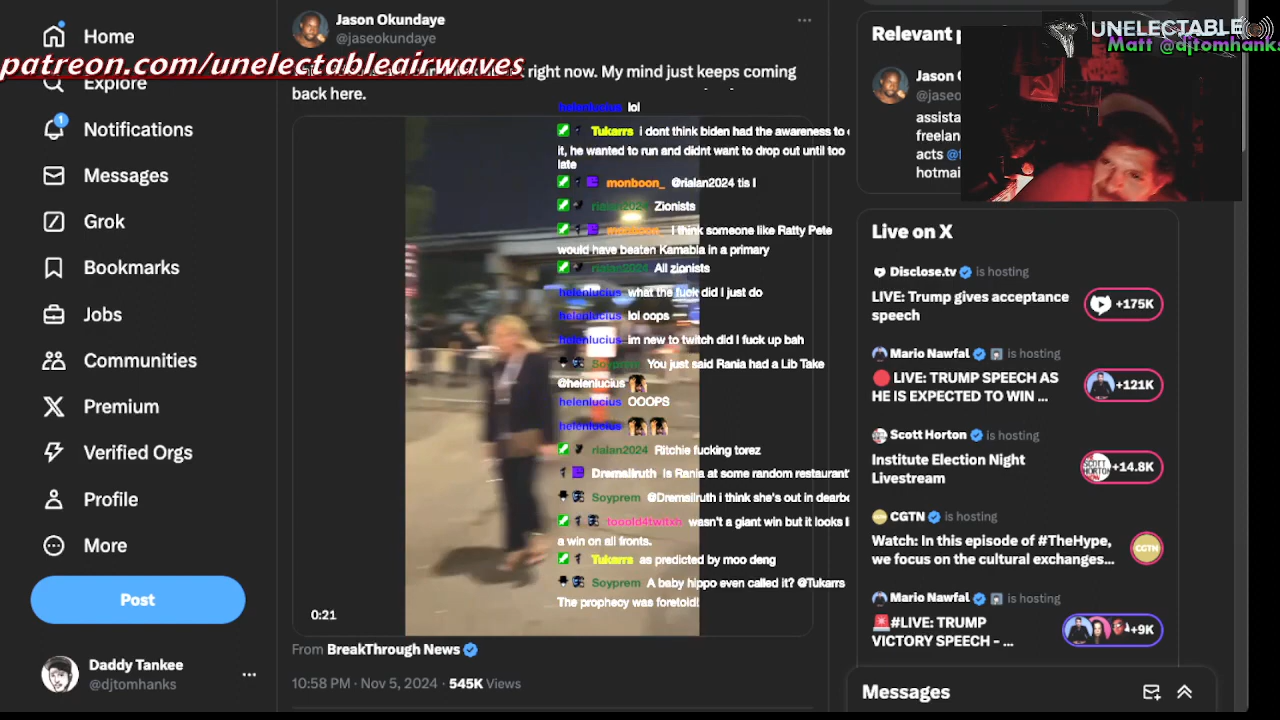 Home
Explore
Notifications
Messages
Grok
Bookmarks
Jobs
Communities
Premium
Verified Orgs
Profile
More
Post
Daddy Tankee
@djtomhanks
patreon.com/unelectableairwaves
Jason Okundaye
@jaseokundaye
right now. My mind just keeps coming
back here.
helenlucius lol
Tukarrs i dont think biden had the awareness to
it, he wanted to run and didnt want to drop out until too
late
monboon_ @rialan2024 tis I
rialan2024 Zionists
monboon_ I think someone like Ratty Pete
would have beaten Kamabla in a primary
rialan2024 All zionists
helenlucius what the fuck did I just do
helenlucius lol oops
helenlucius im new to twitch did I fuck up bah
Soyprem You just said Rania had a Lib Take
@helenlucius
helenlucius OOOPS
helenlucius
rialan2024 Ritchie fucking torez
Dremailruth Is Rania at some random restaurant
Soyprem @Dremailruth i think she's out in
tooold4twitxh wasn't a giant win but it looks
a win on all fronts.
Tukarrs as predicted by moo deng
Soyprem A baby hippo even called it? @Tukarrs
The prophecy was foretold!
0:21
From BreakThrough News
10:58 PM · Nov 5, 2024 · 545K Views
Relevant
UNELECTABLE
Matt @djtomhanks
Jason
@jaseo
assista
freelan
acts
hotmai
Live on X
Disclose.tv is hosting
LIVE: Trump gives acceptance
speech
+175K
Mario Nawfal is hosting
LIVE: TRUMP SPEECH AS
HE IS EXPECTED TO WIN ...
+121K
Scott Horton is hosting
Institute Election Night
Livestream
+14.8K
CGTN is hosting
Watch: In this episode of #TheHype,
we focus on the cultural exchanges...
CGTN
Mario Nawfal is hosting
#LIVE: TRUMP
VICTORY SPEECH - ...
+9K
Messages